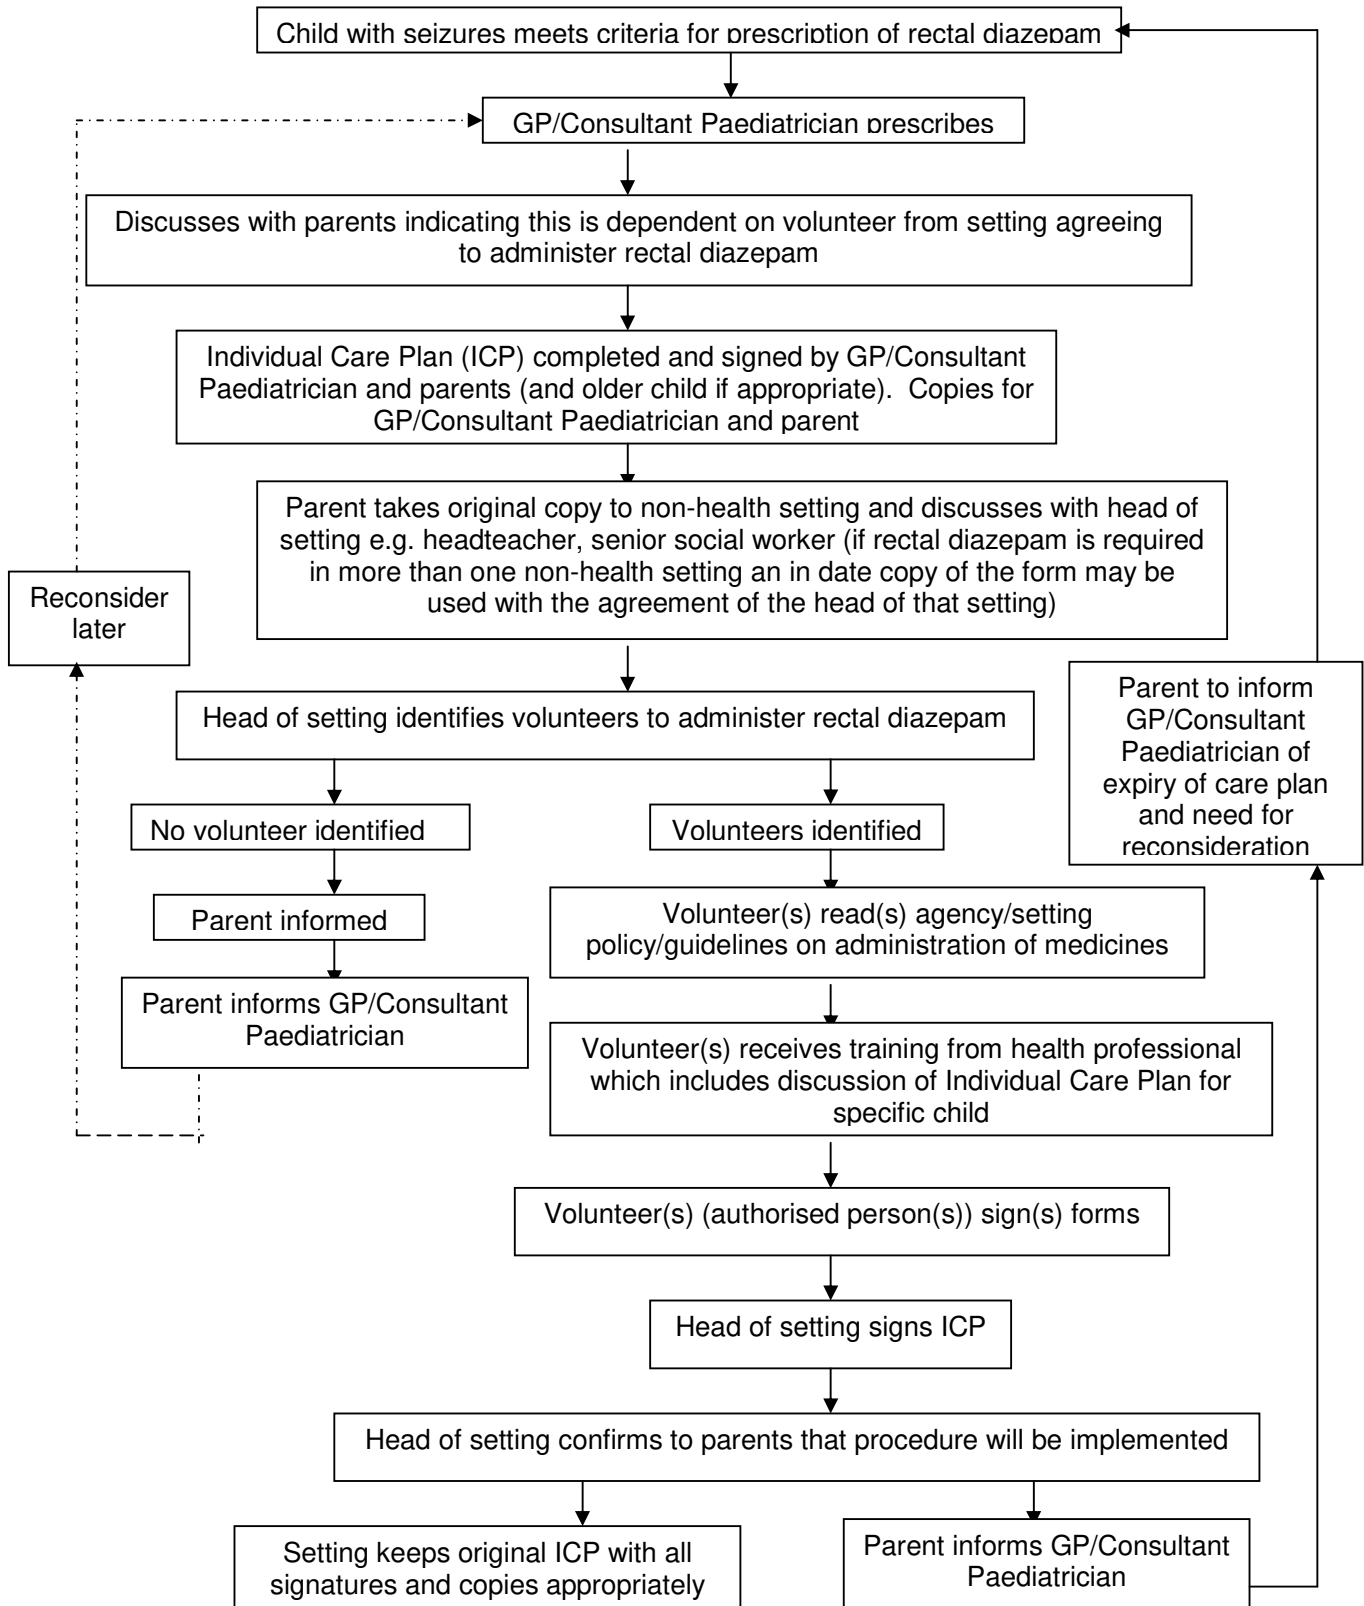 Child with seizures meets criteria for prescription of rectal diazepam
GP/Consultant Paediatrician prescribes
Discusses with parents indicating this is dependent on volunteer from setting agreeing
to administer rectal diazepam
Individual Care Plan (ICP) completed and signed by GP/Consultant
Paediatrician and parents (and older child if appropriate).  Copies for
GP/Consultant Paediatrician and parent
Parent takes original copy to non-health setting and discusses with head of
setting e.g. headteacher, senior social worker (if rectal diazepam is required
in more than one non-health setting an in date copy of the form may be
used with the agreement of the head of that setting)
Reconsider
later
Head of setting identifies volunteers to administer rectal diazepam
Parent to inform
GP/Consultant
Paediatrician of
expiry of care plan
and need for
reconsideration
No volunteer identified
Volunteers identified
Parent informed
Volunteer(s) read(s) agency/setting
policy/guidelines on administration of medicines
Parent informs GP/Consultant
Paediatrician
Volunteer(s) receives training from health professional
which includes discussion of Individual Care Plan for
specific child
Volunteer(s) (authorised person(s)) sign(s) forms
Head of setting signs ICP
Head of setting confirms to parents that procedure will be implemented
Setting keeps original ICP with all
signatures and copies appropriately
Parent informs GP/Consultant
Paediatrician